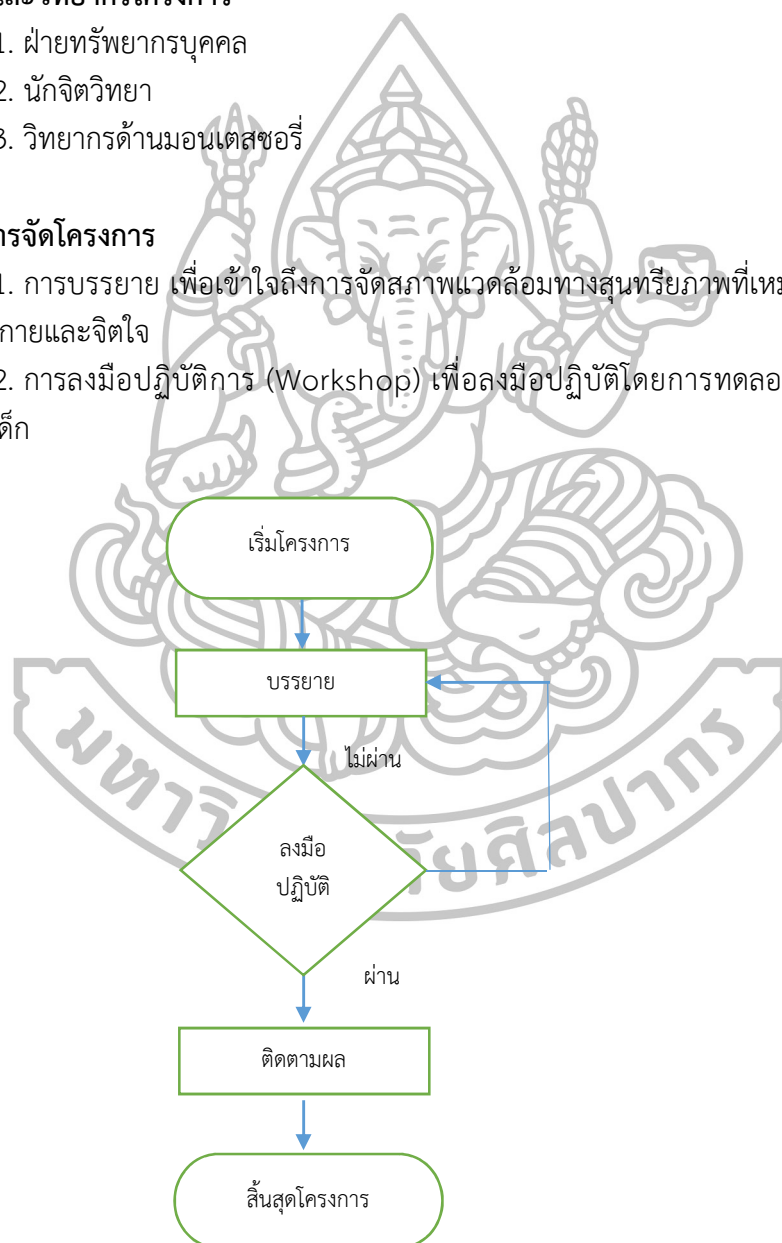 และวิทยากรโครงการ
1. ฝ่ายทรัพยากรบุคคล
2. นักจิตวิทยา
3. วิทยากรด้านมอนเตสซอรี่
การจัดโครงการ
1. การบรรยาย เพื่อเข้าใจถึงการจัดสภาพแวดล้อมทางสุนทรียภาพที่
กายและจิตใจ
2. การลงมือปฏิบัติการ (Workshop) เพื่อลงมือปฏิบัติโดยการ
เด็ก
เริ่มโครงการ
บรรยาย
ไม่ผ่าน
ลงมือ
ปฏิบัติ
ผ่าน
ติดตามผล
สิ้นสุดโครงการ